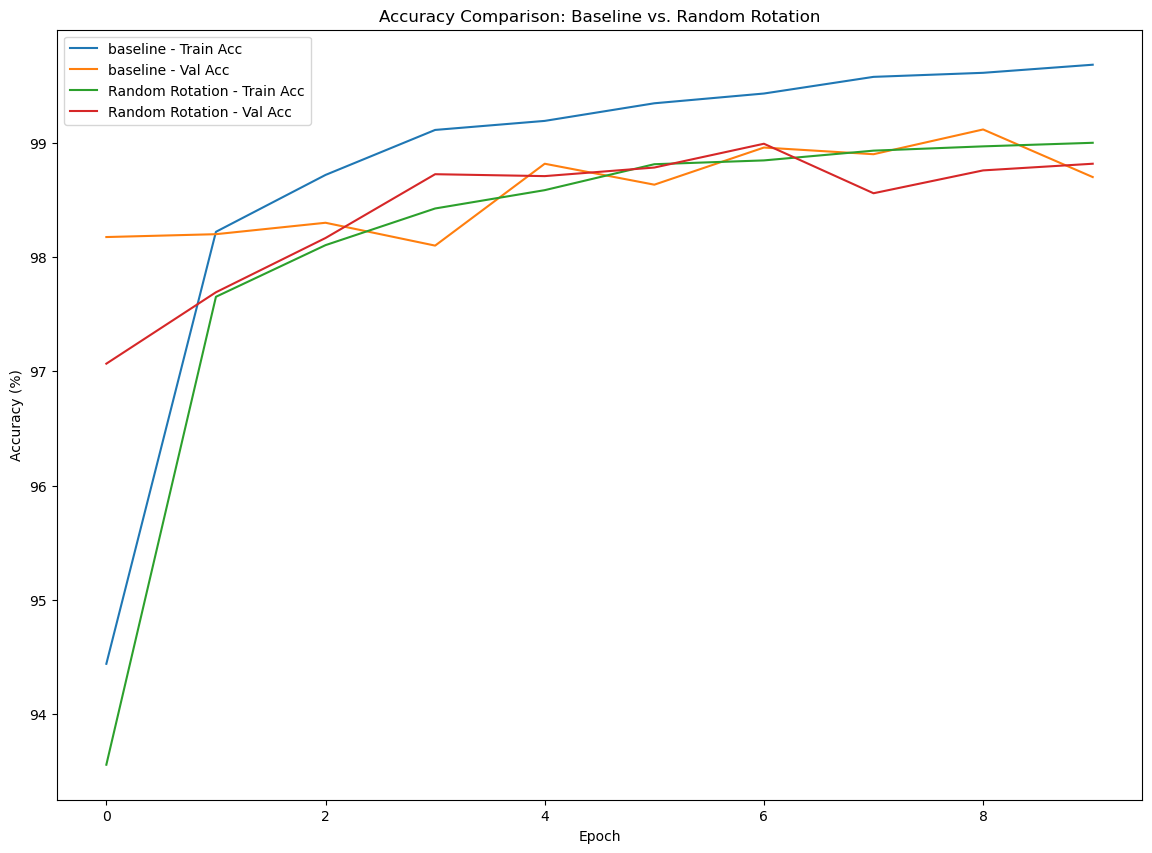 Accuracy Comparison: Baseline vs. Random Rotation
baseline - Train Acc
baseline - Val Acc
Random Rotation - Train Acc
Random Rotation - Val Acc
99
98
97
96
95
94
Accuracy (%)
0 2 4 6 8
Epoch